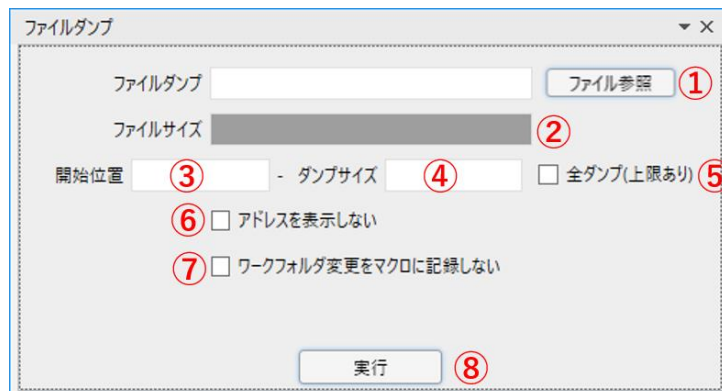 ファイルダンプ
ファイルダンプ ファイル参照 ①
ファイルサイズ ②
開始位置 ③ - ダンプサイズ ④ 全ダンプ(上限あり) ⑤
⑥ アドレスを表示しない
⑦ ワークフォルダ変更をマクロに記録しない
実行 ⑧